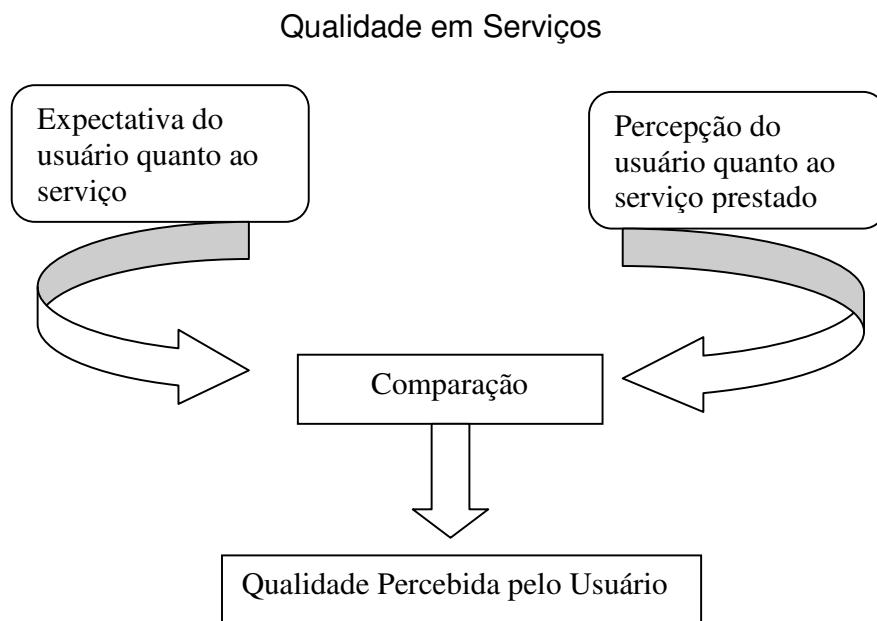 Qualidade em Serviços
Expectativa do
usuário quanto ao
serviço
Percepção do
usuário quanto ao
serviço prestado
Comparação
Qualidade Percebida pelo Usuário